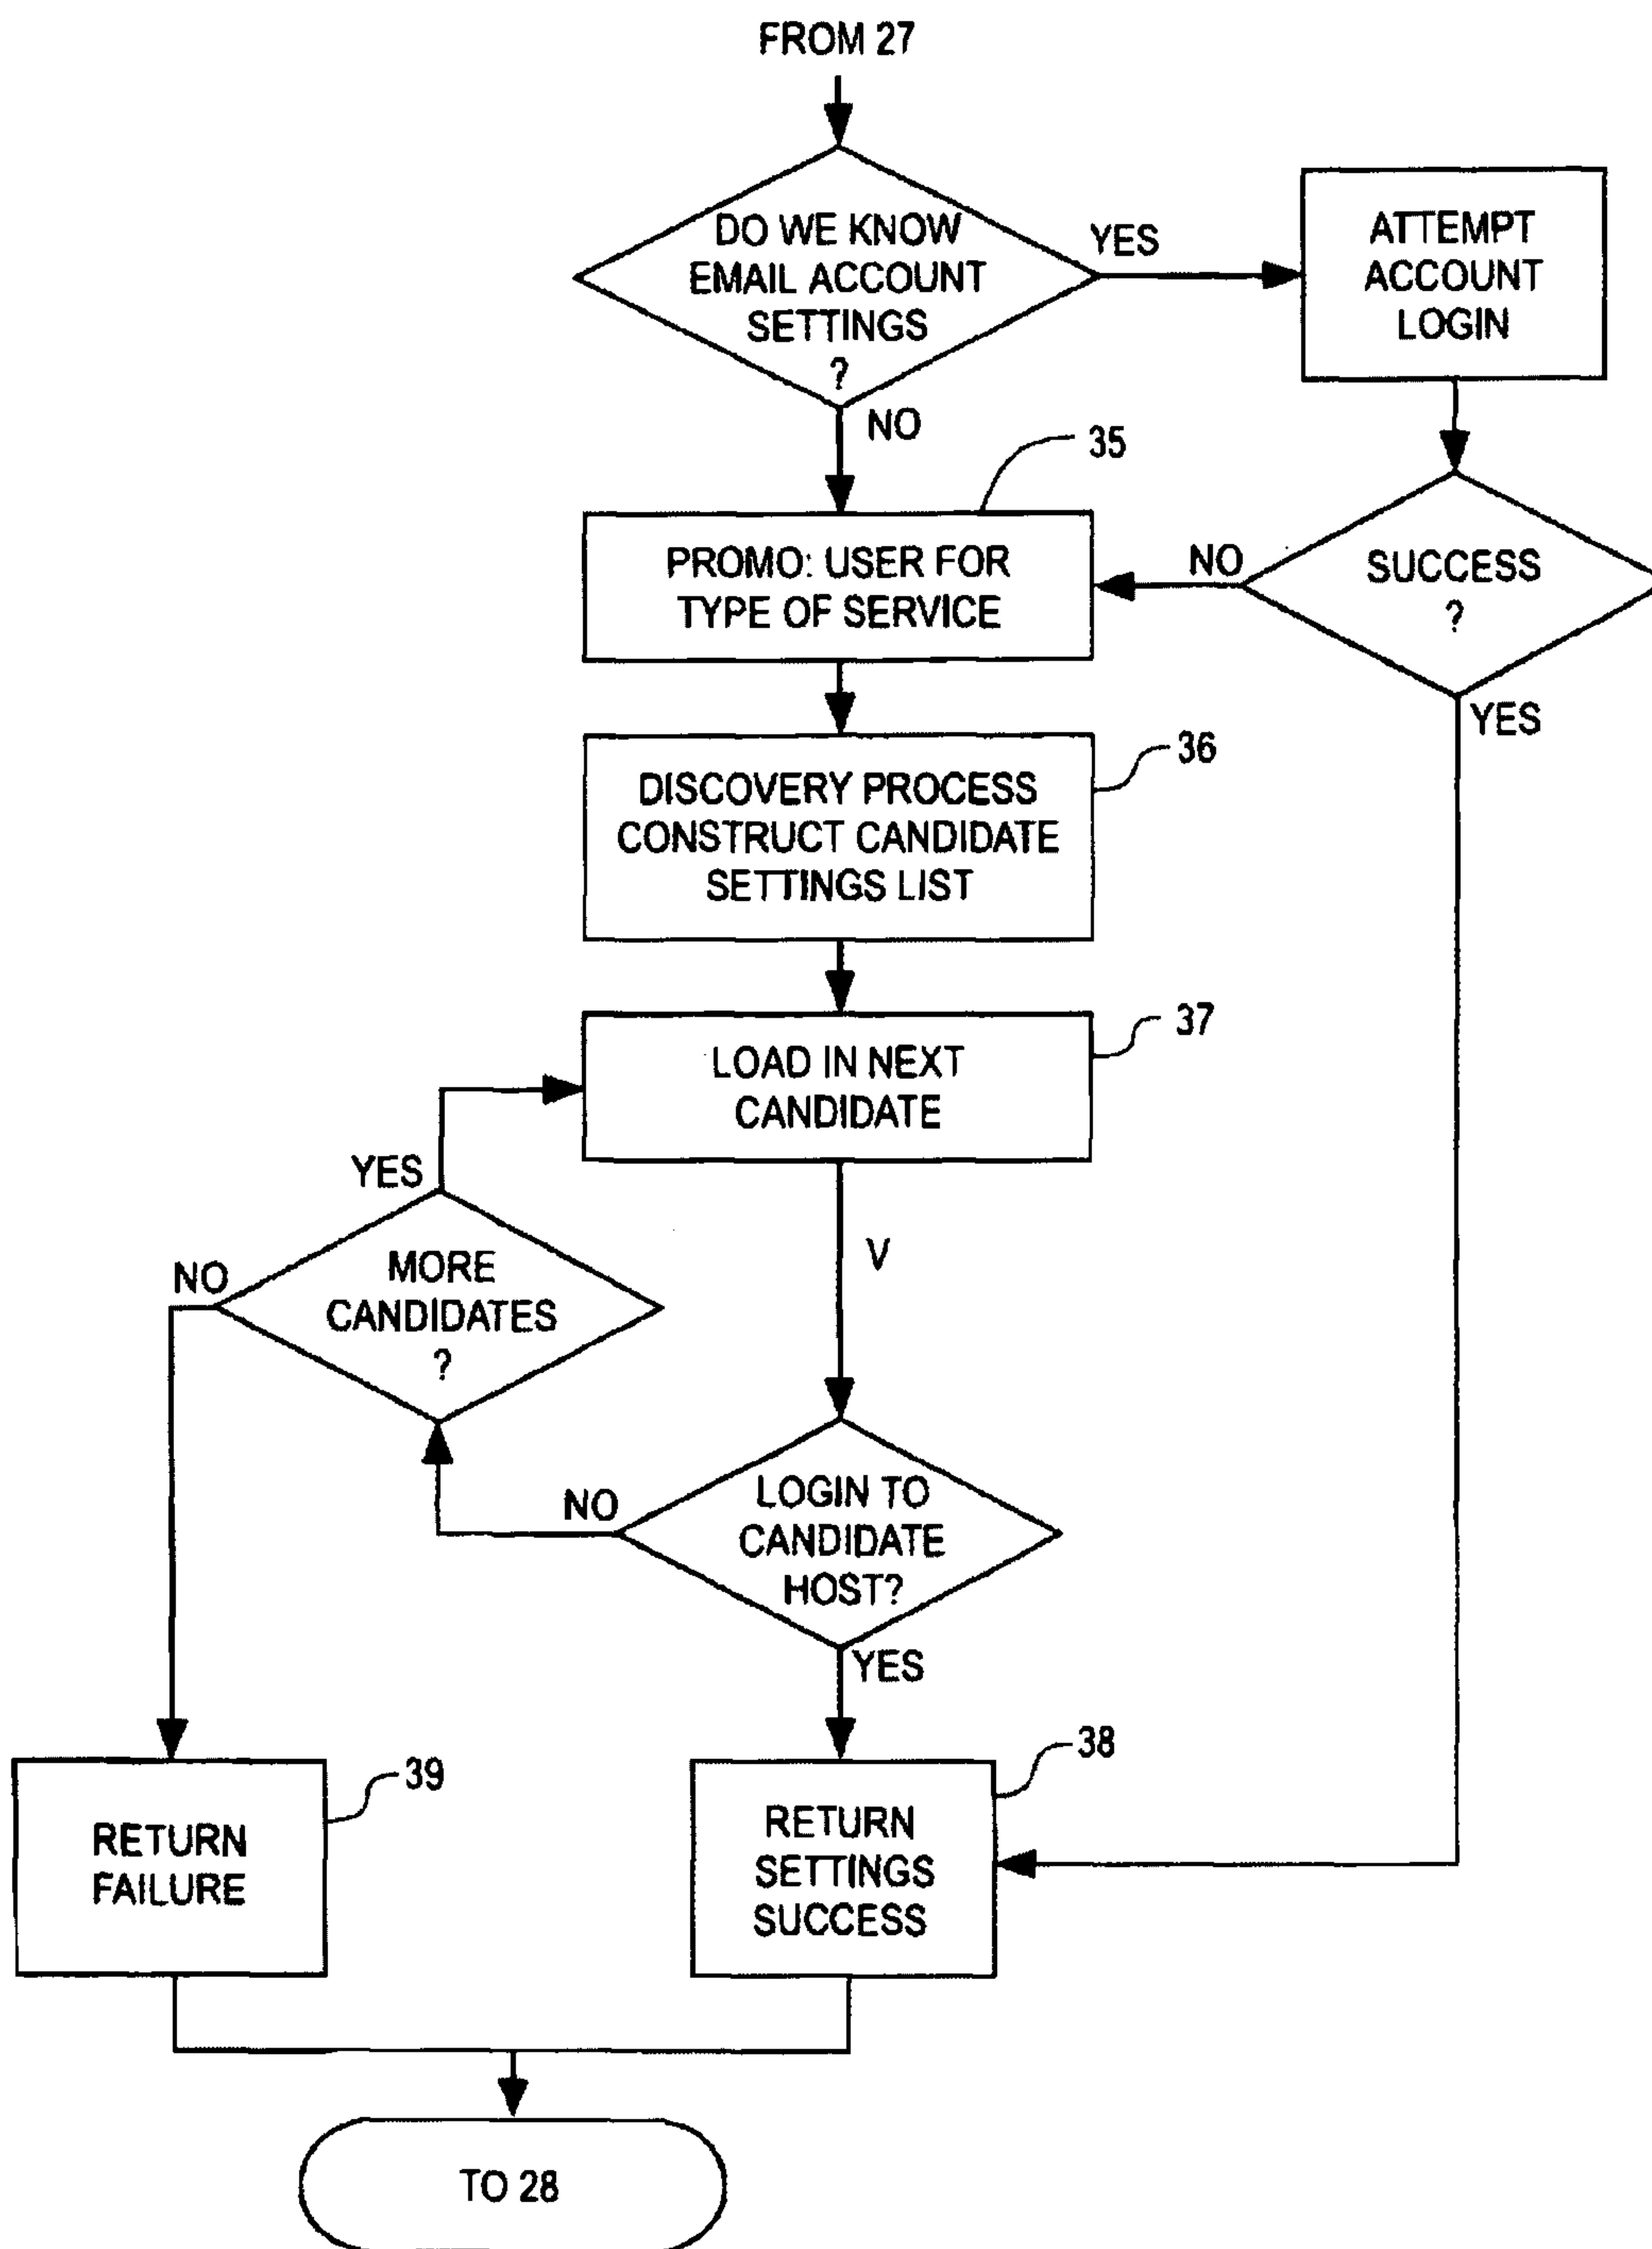 FROM 27
DO WE KNOW
EMAIL ACCOUNT
SETTINGS
?
YES
ATTEMPT
ACCOUNT
LOGIN
NO
35
PROMO: USER FOR
TYPE OF SERVICE
NO
SUCCESS
?
YES
36
DISCOVERY PROCESS
CONSTRUCT CANDIDATE
SETTINGS LIST
37
LOAD IN NEXT
CANDIDATE
YES
V
NO
MORE
CANDIDATES
?
NO
LOGIN TO
CANDIDATE
HOST?
YES
39
RETURN
FAILURE
38
RETURN
SETTINGS
SUCCESS
TO 28